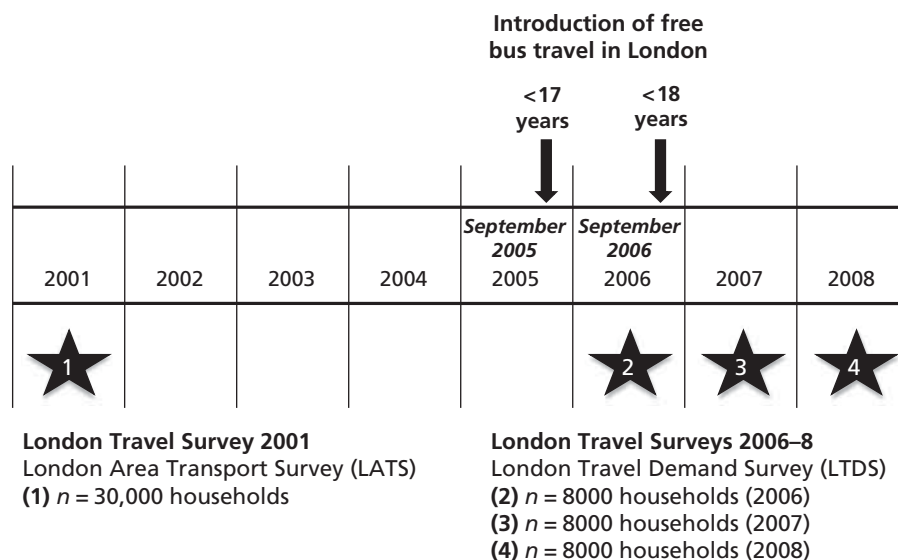 Introduction of free
bus travel in London
<17
years
<18
years
September
2005
September
2006
2001
2002
2003
2004
2005
2006
2007
2008
1
2
3
4
London Travel Survey 2001
London Area Transport Survey (LATS)
(1) n = 30,000 households
London Travel Surveys 2006–8
London Travel Demand Survey (LTDS)
(2) n = 8000 households (2006)
(3) n = 8000 households (2007)
(4) n = 8000 households (2008)